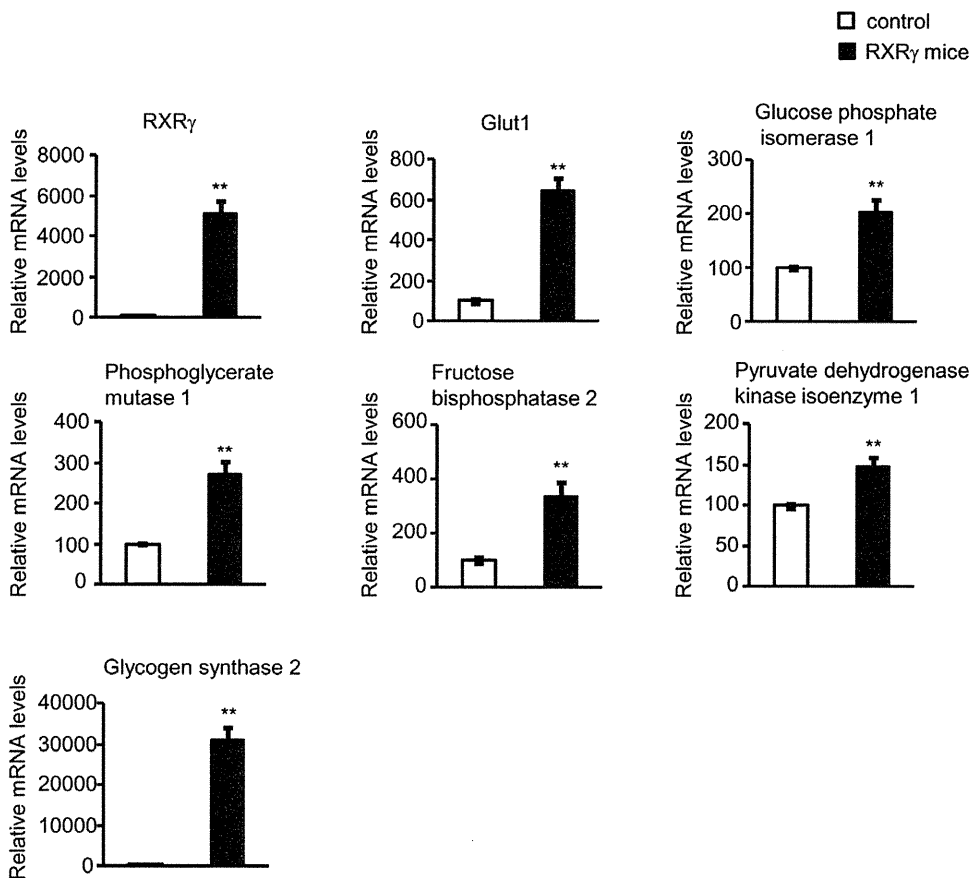 control
RXRγ mice
RXRγ
Relative mRNA levels
8000
6000
4000
2000
0
**
Glut1
Relative mRNA levels
800
600
400
200
0
**
Glucose phosphate
isomerase 1
Relative mRNA levels
300
200
100
0
**
Phosphoglycerate
mutase 1
Relative mRNA levels
400
300
200
100
0
**
Fructose
bisphosphatase 2
Relative mRNA levels
600
400
200
0
**
Pyruvate dehydrogenase
kinase isoenzyme 1
Relative mRNA levels
200
150
100
50
0
**
Glycogen synthase 2
Relative mRNA levels
40000
30000
20000
10000
0
**